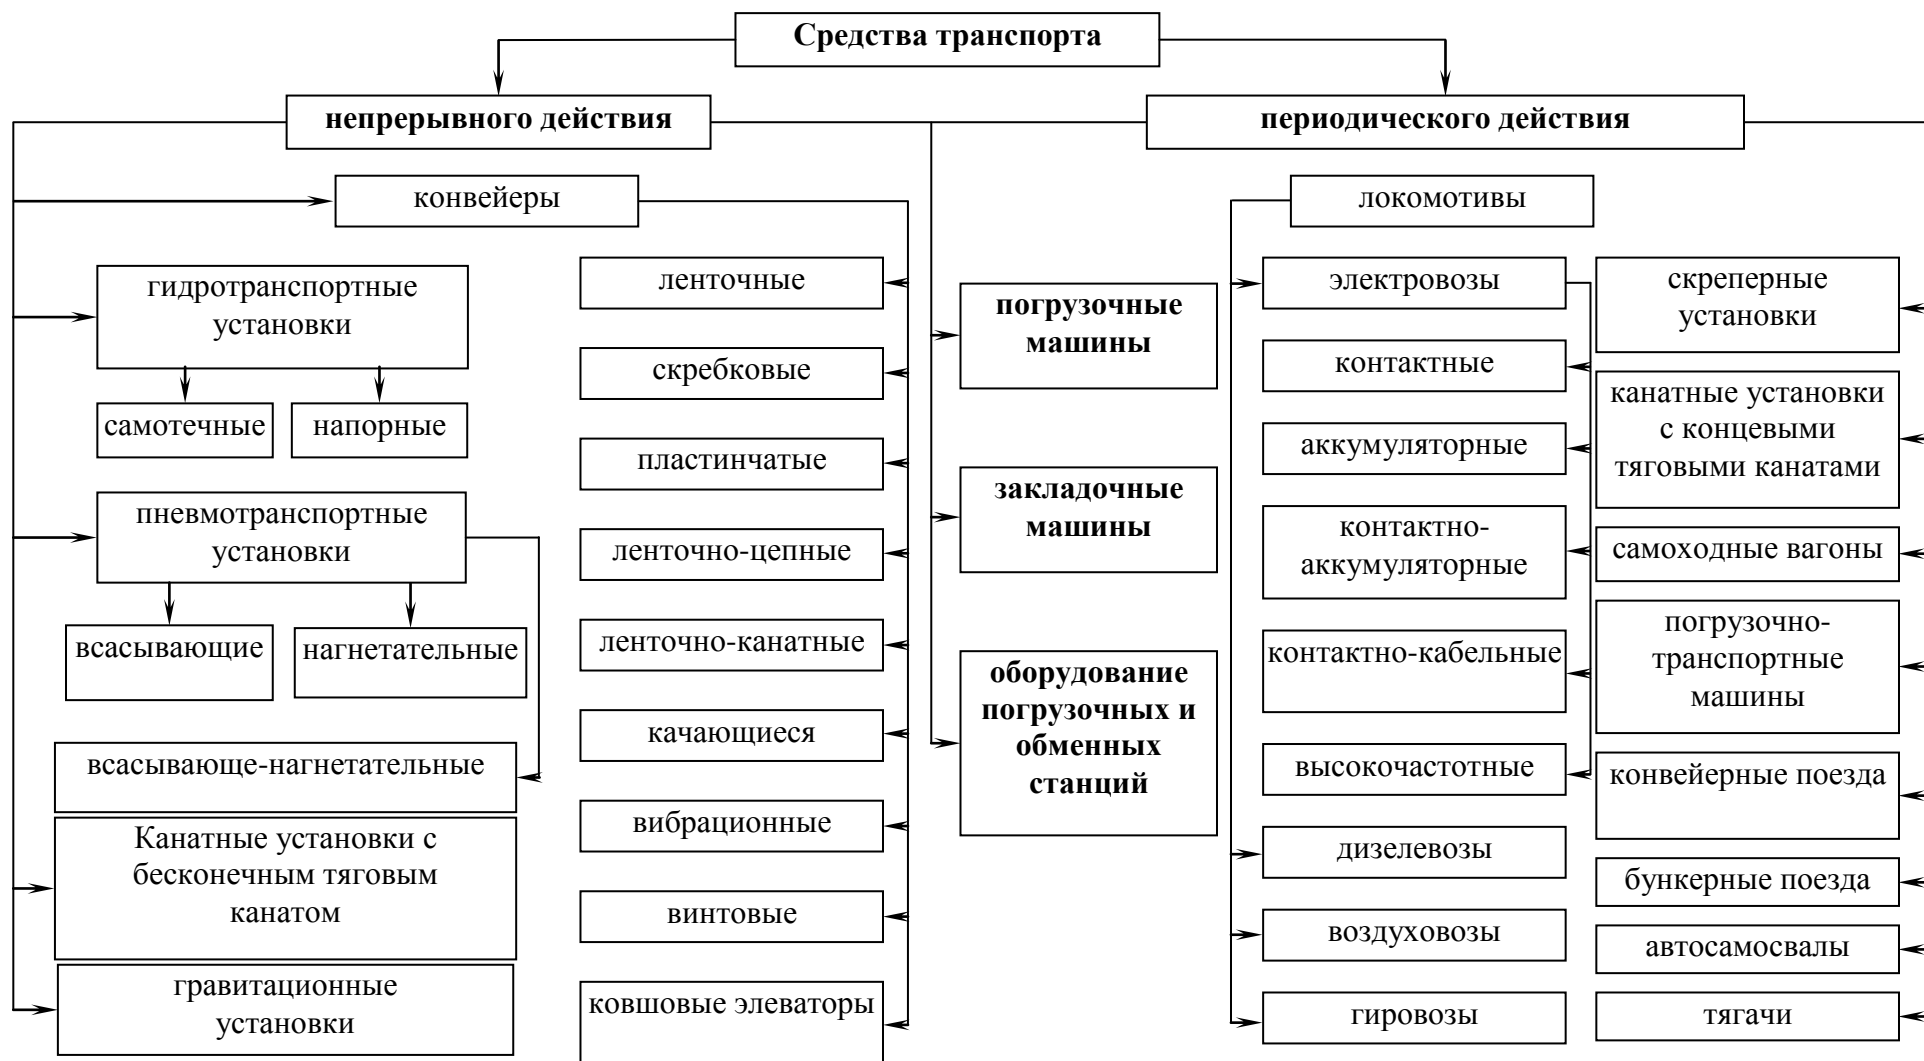 Средства транспорта
непрерывного действия
периодического действия
конвейеры
локомотивы
гидротранспортные
установки
самотечные
напорные
пневмотранспортные
установки
всасывающие
нагнетательные
всасывающе-нагнетательные
Канатные установки с
бесконечным тяговым
канатом
гравитационные
установки
ленточные
скребковые
пластинчатые
ленточно-цепные
ленточно-канатные
качающиеся
вибрационные
винтовые
ковшовые элеваторы
погрузочные
машины
закладочные
машины
оборудование
погрузочных и
обменных
станций
электровозы
контактные
аккумуляторные
контактно-
аккумуляторные
контактно-кабельные
высокочастотные
дизелевозы
воздуховозы
гировозы
скреперные
установки
канатные установки
с концевыми
тяговыми канатами
самоходные вагоны
погрузочно-
транспортные
машины
конвейерные поезда
бункерные поезда
автосамосвалы
тягачи